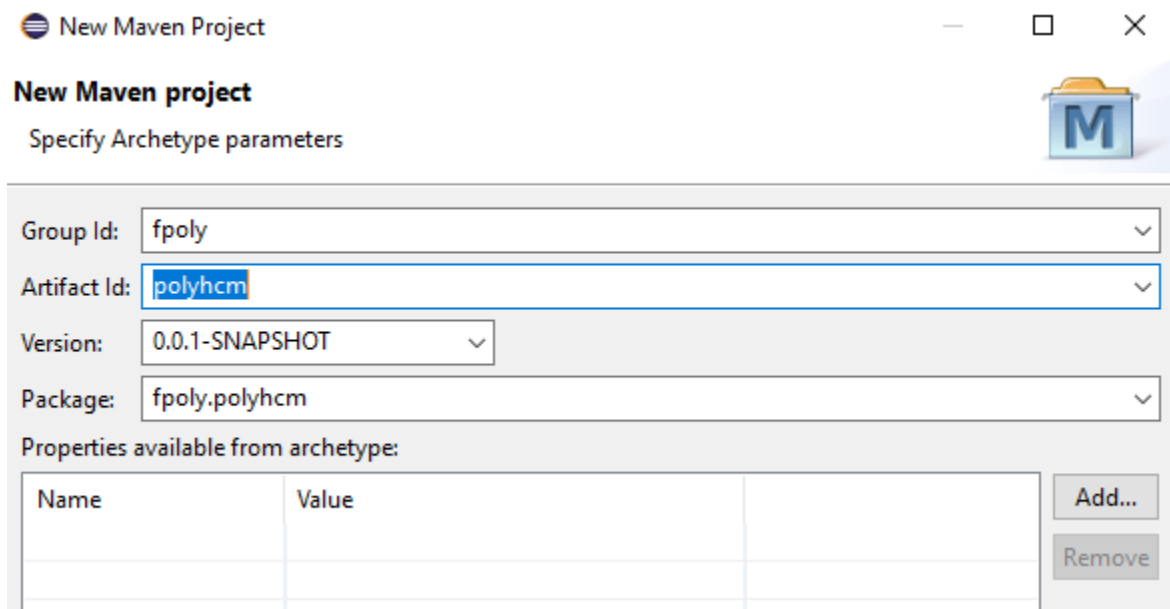 New Maven Project
New Maven project
Specify Archetype parameters
M
Group Id: fpoly
Artifact Id: polyhcm
Version: 0.0.1-SNAPSHOT
Package: fpoly.polyhcm
Properties available from archetype:
Name Value Add...
Remove